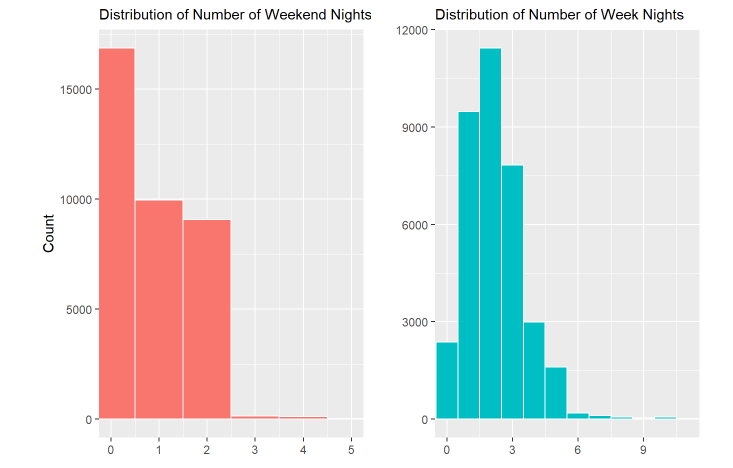 Distribution of Number of Weekend Nights
Count
15000
10000
5000
0
0 1 2 3 4 5
Distribution of Number of Week Nights
12000
9000
6000
3000
0
0 3 6 9